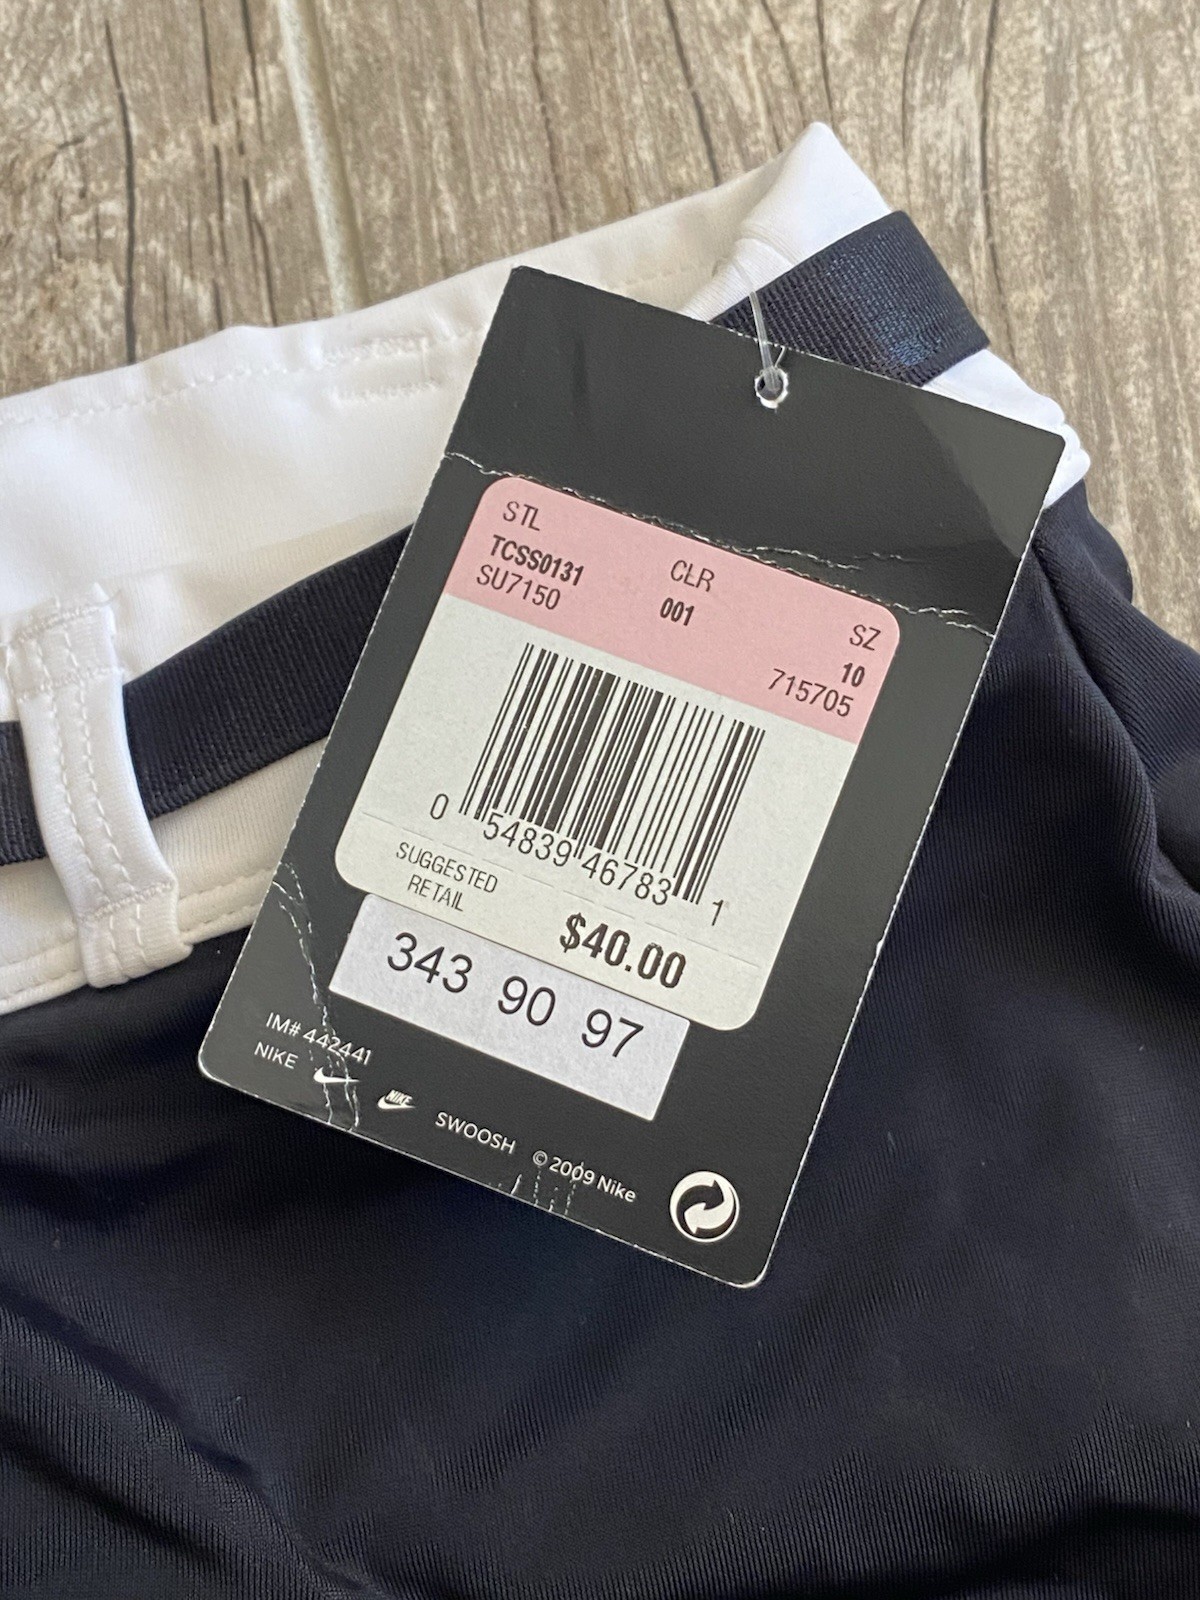 STL
CLR
SZ
TCSS0131
001
10
SU7150
715705
0 54839 46783 1
SUGGESTED
RETAIL
$40.00
343 90 97
IM# 442441
NIKE NIKE SWOOSH © 2009 Nike